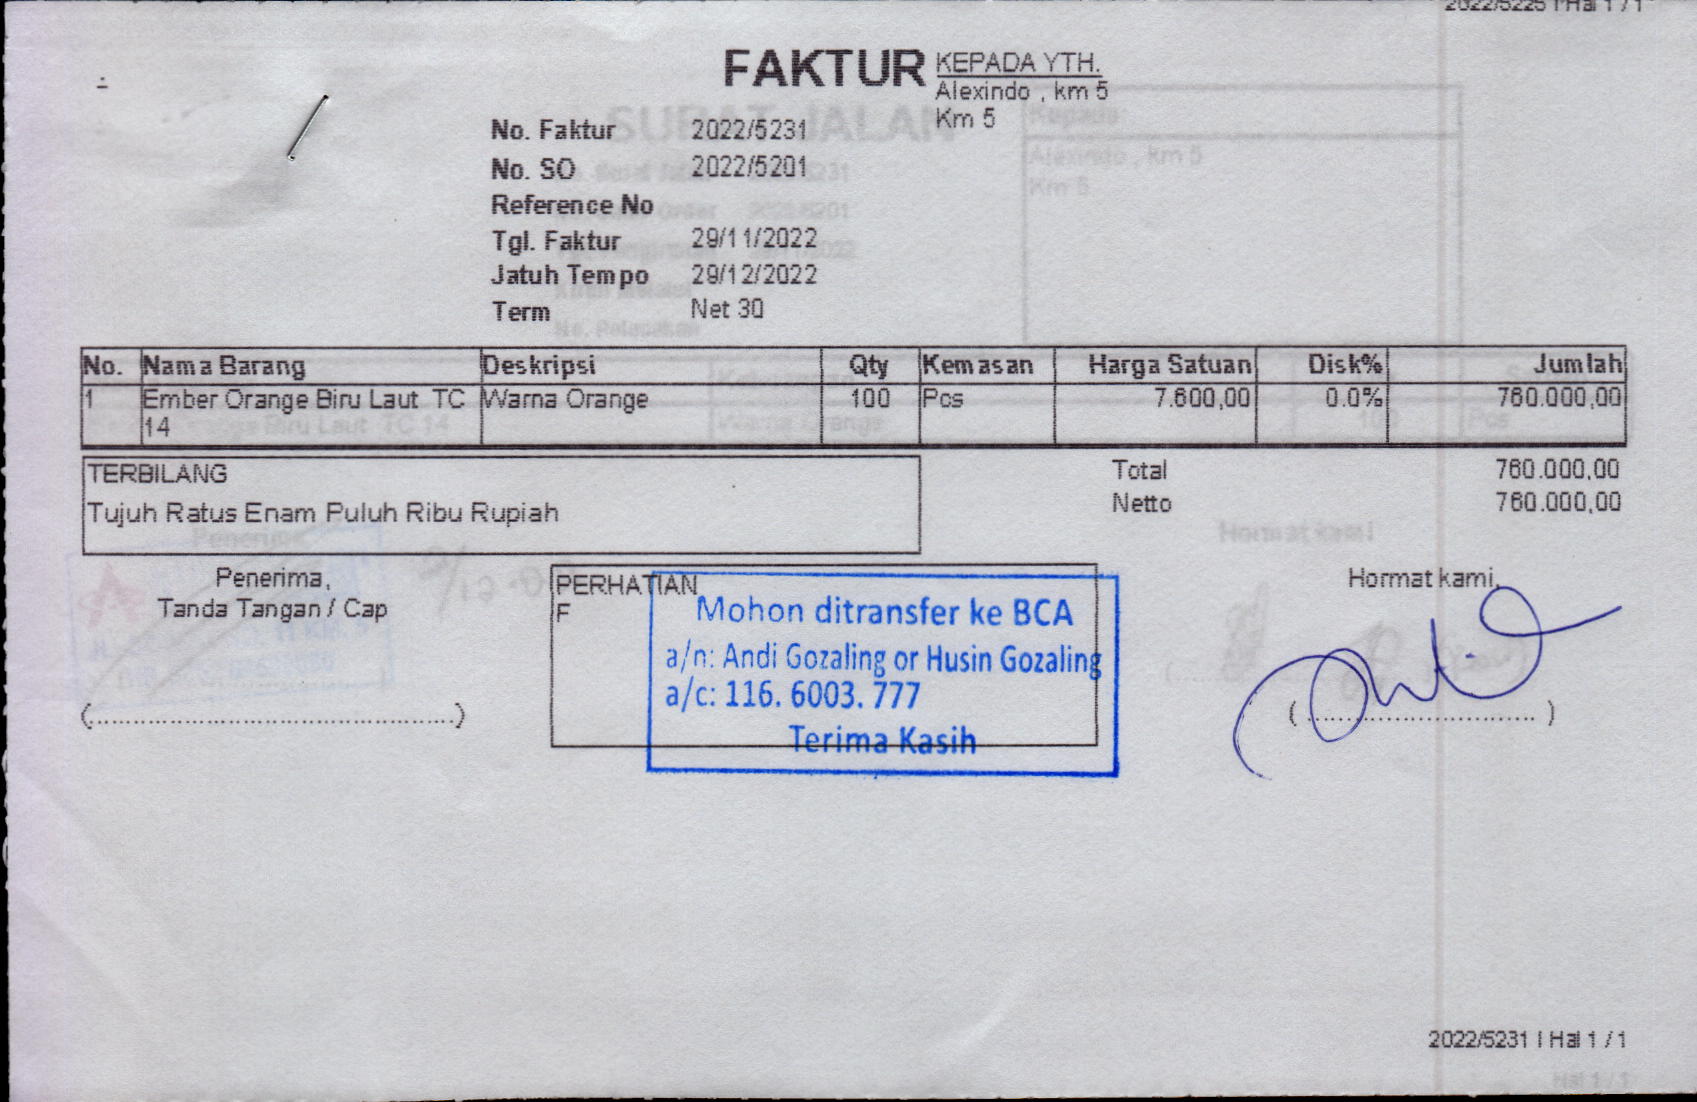 2022/5225 | Hal 1 / 1
FAKTUR
KEPADA YTH.
Alexindo , km 5
Km 5
No. Faktur 2022/5231
No. SO 2022/5201
Reference No
Tgl. Faktur 29/11/2022
Jatuh Tempo 29/12/2022
Term Net 30
No. Nama Barang Deskripsi Qty Kemasan Harga Satuan Disk% Jumlah
1 Ember Orange Biru Laut TC Warna Orange 100 Pcs 7.600,00 0.0% 760.000,00
14
TERBILANG
Tujuh Ratus Enam Puluh Ribu Rupiah
Total 760.000,00
Netto 760.000,00
Penerima,
Tanda Tangan / Cap
(..........................................)
PERHATIAN
F
Mohon ditransfer ke BCA
a/n: Andi Gozaling or Husin Gozaling
a/c: 116. 6003. 777
Terima Kasih
Hormat kami,
(..........................)
2022/5231 | Hal 1 / 1
Hal 1 / 1